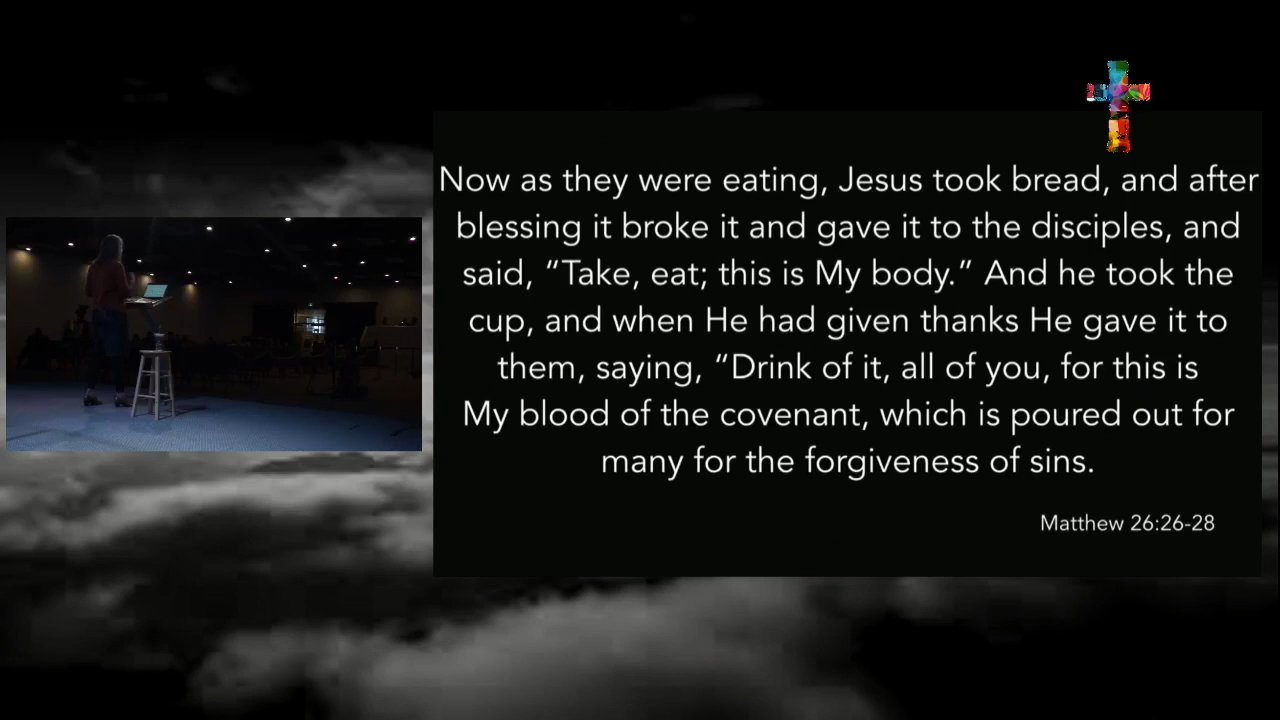 Now as they were eating, Jesus took bread, and after
blessing it broke it and gave it to the disciples, and
said, “Take, eat; this is My body.” And he took the
cup, and when He had given thanks He gave it to
them, saying, “Drink of it, all of you, for this is
My blood of the covenant, which is poured out for
many for the forgiveness of sins.
Matthew 26:26-28